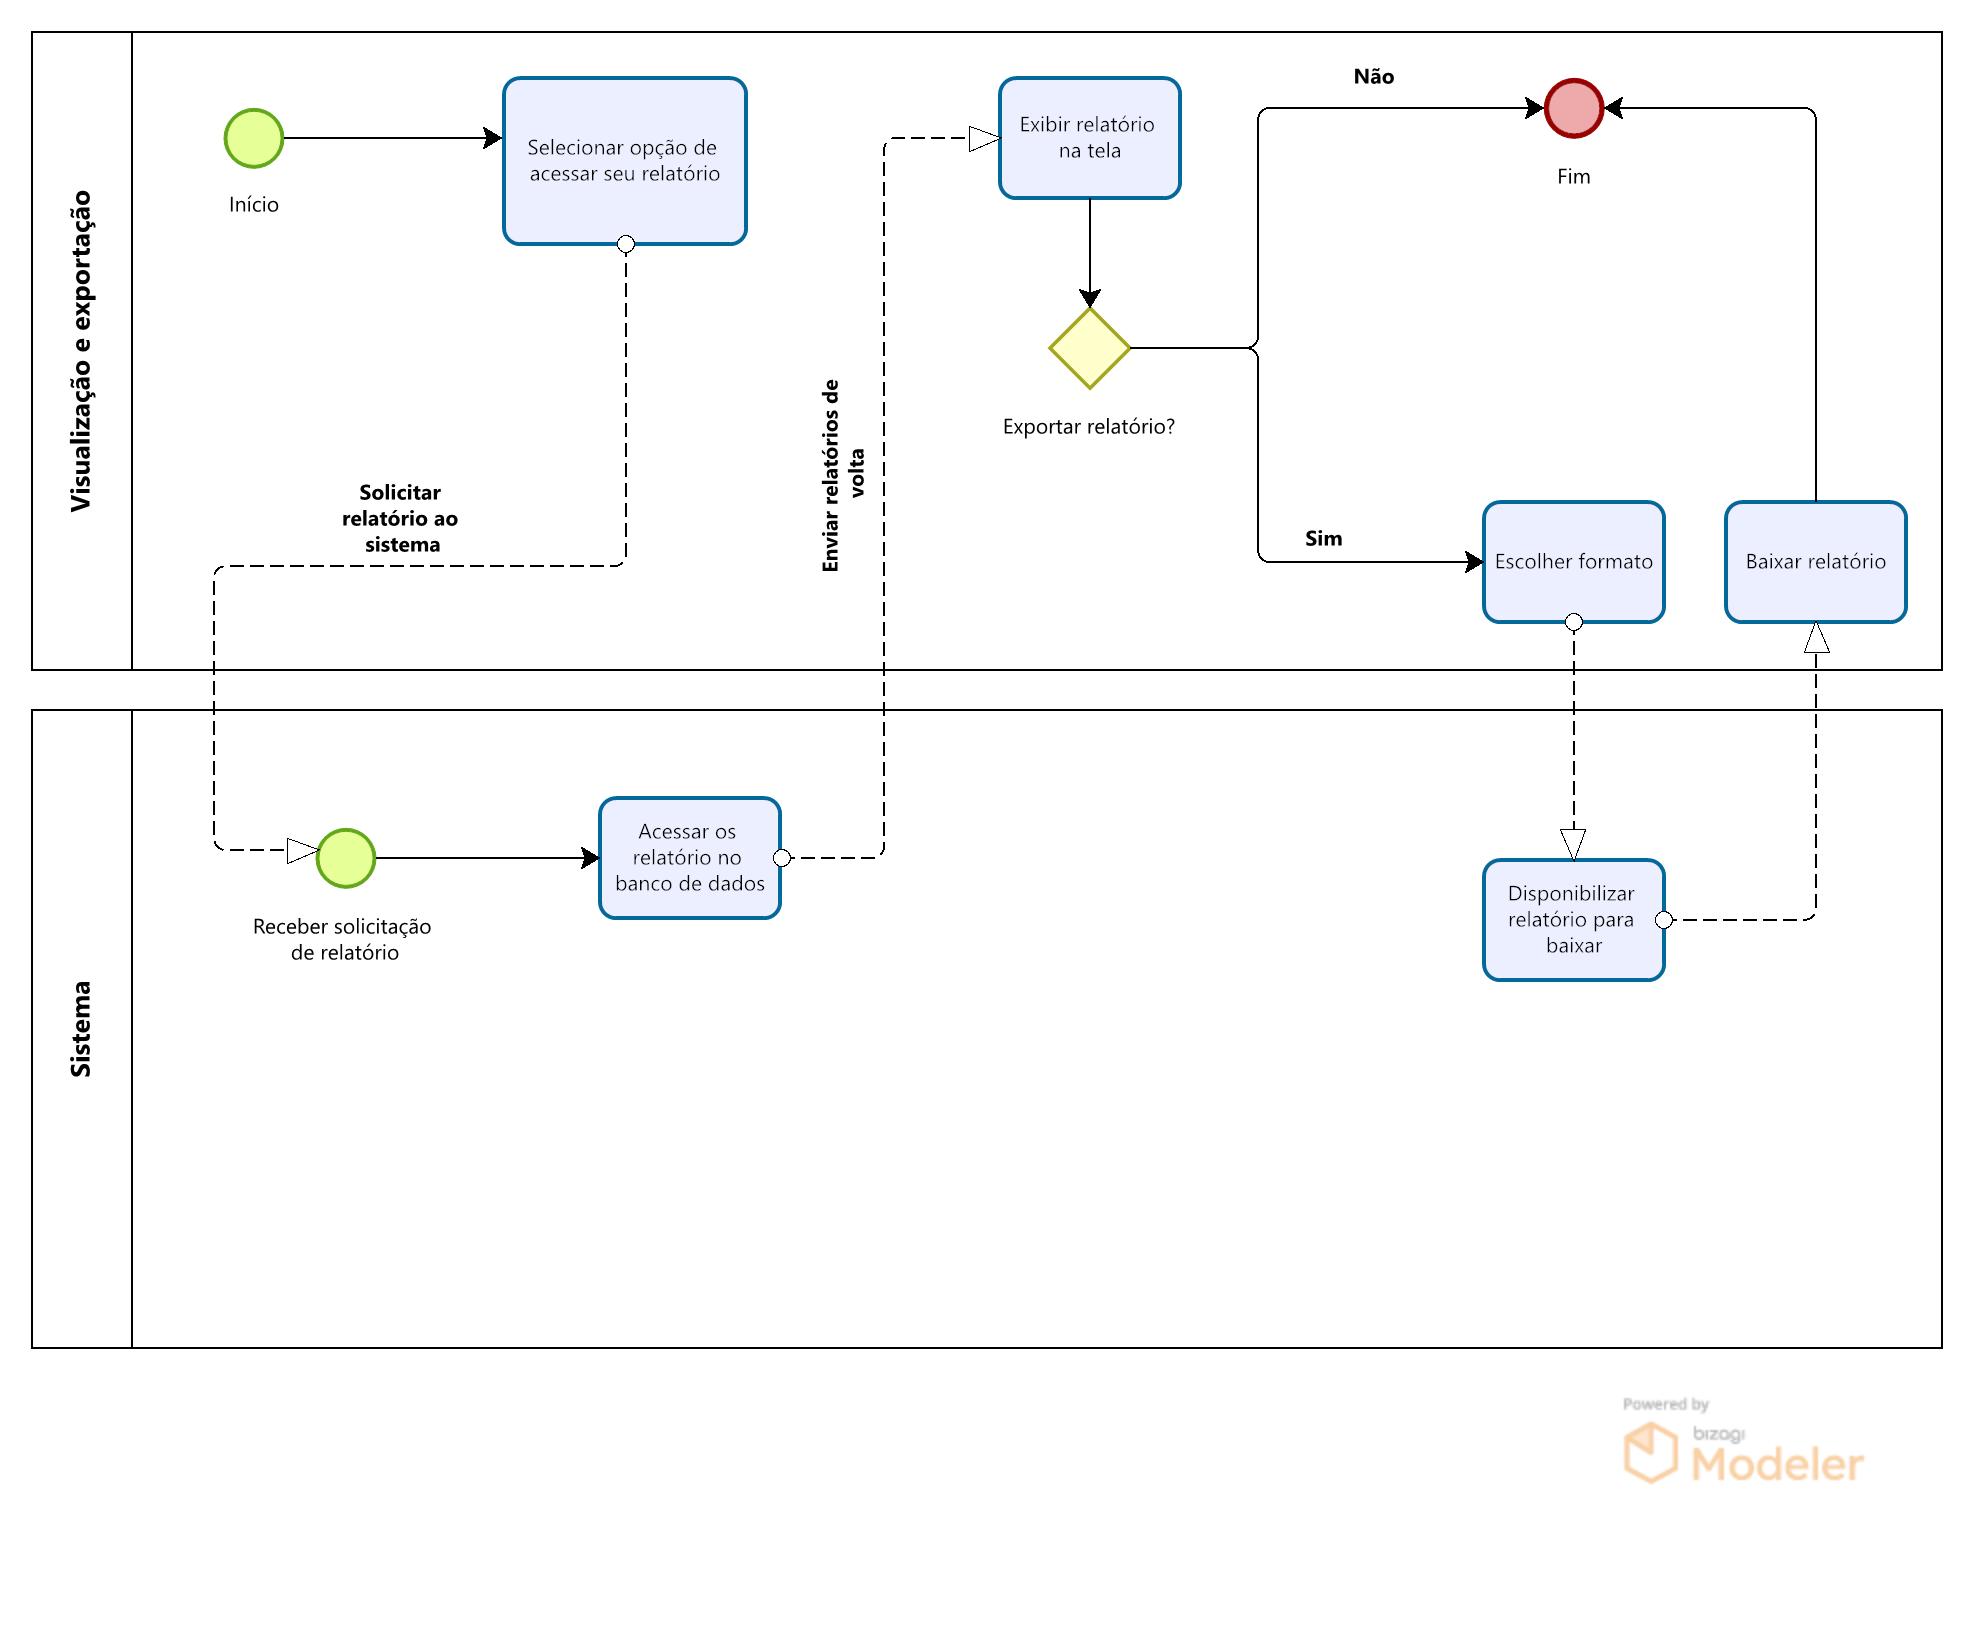 Visualização e exportação
Início
Selecionar opção de
acessar seu relatório
Solicitar
relatório ao
sistema
Enviar relatórios de
volta
Exibir relatório
na tela
Exportar relatório?
Não
Fim
Sim
Escolher formato
Baixar relatório
Sistema
Receber solicitação
de relatório
Acessar os
relatório no
banco de dados
Disponibilizar
relatório para
baixar
Powered by
bizagi
Modeler